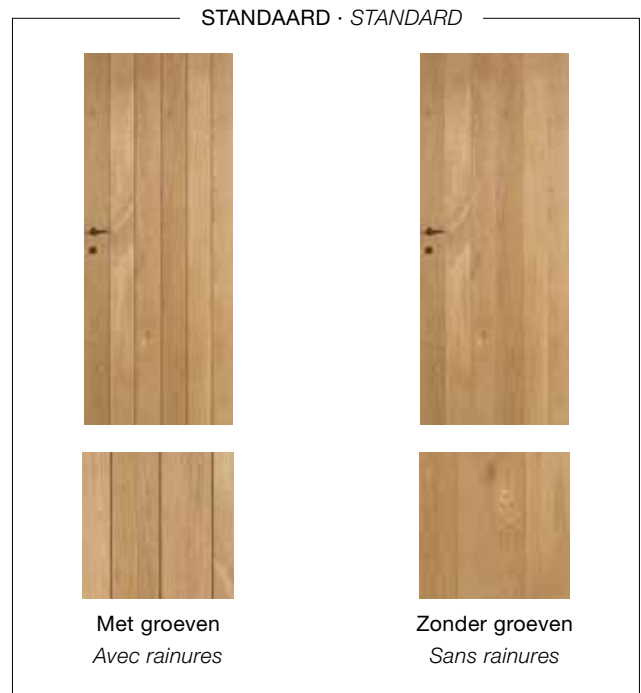 STANDAARD · STANDARD
Met groeven
Avec rainures
Zonder groeven
Sans rainures